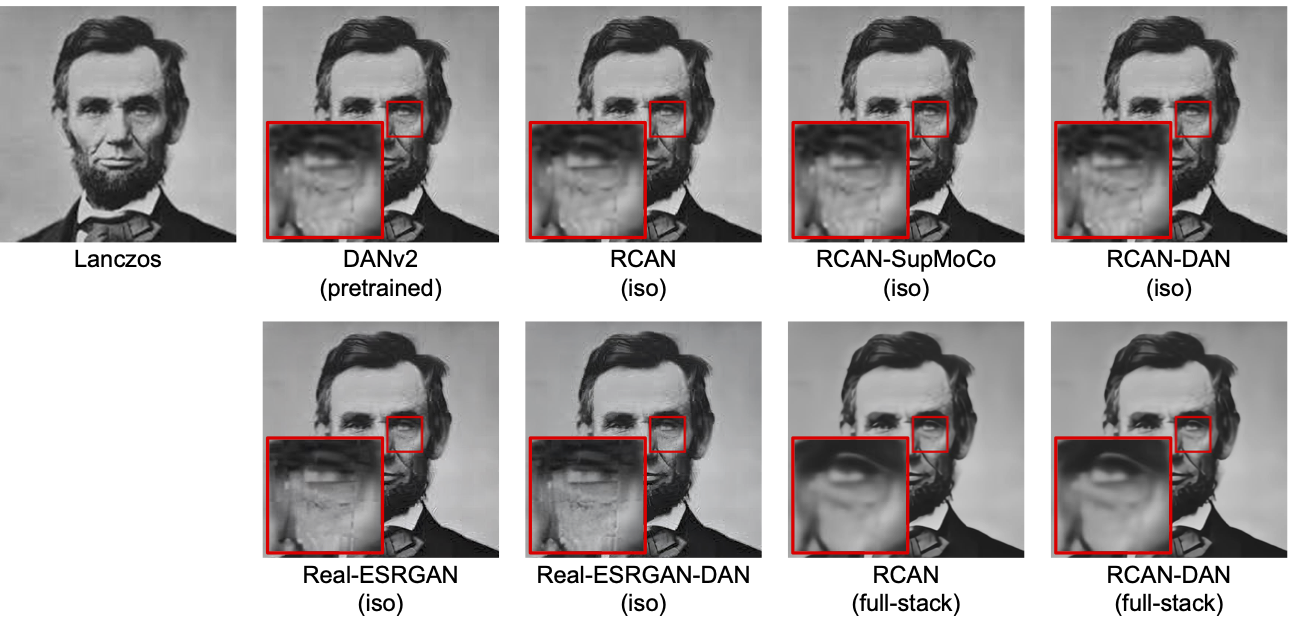 Lanczos
DANv2
(pretrained)
RCAN
(iso)
RCAN-SupMoCo
(iso)
RCAN-DAN
(iso)
Real-ESRGAN
(iso)
Real-ESRGAN-DAN
(iso)
RCAN
(full-stack)
RCAN-DAN
(full-stack)